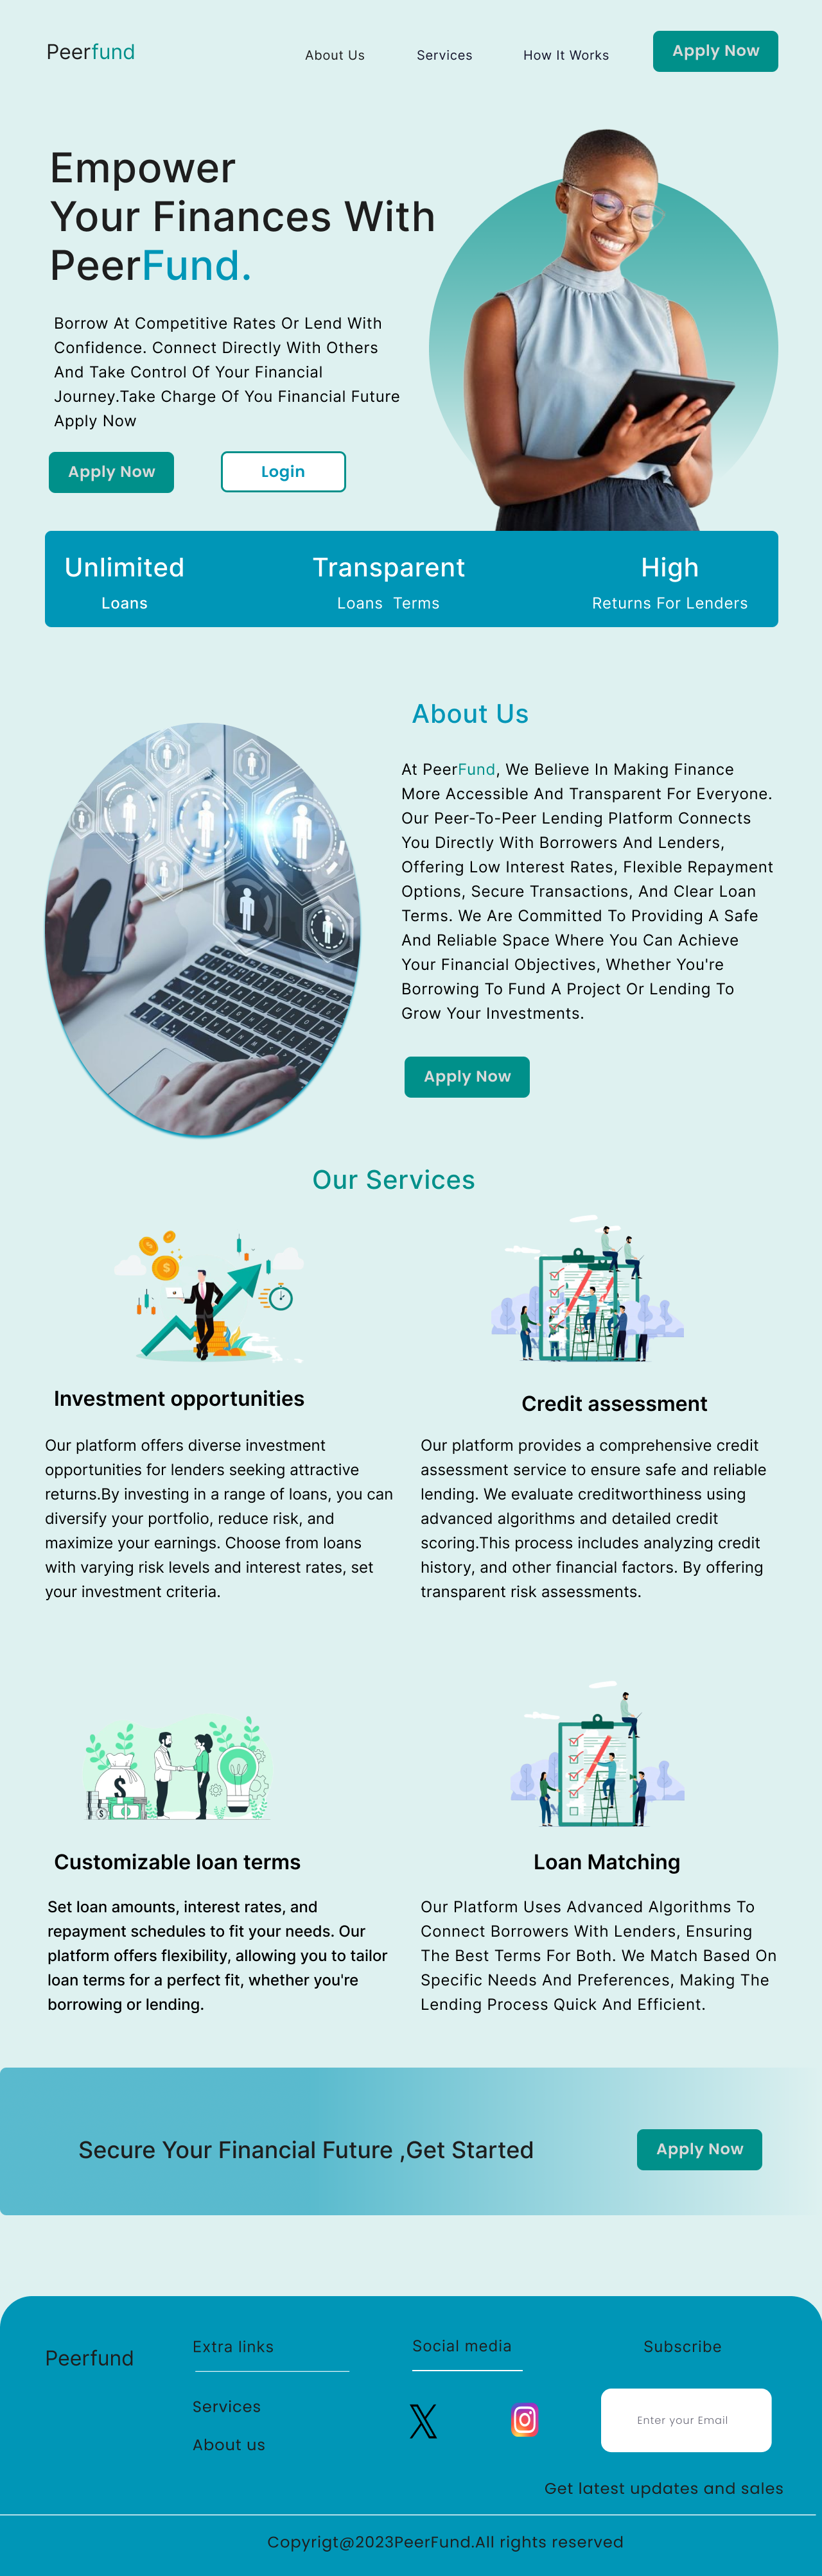 Peerfund
About Us
Services
How It Works
Apply Now
Empower
Your Finances With
PeerFund.
Borrow At Competitive Rates Or Lend With
Confidence. Connect Directly With Others
And Take Control Of Your Financial
Journey.Take Charge Of You Financial Future
Apply Now
Apply Now
Login
Unlimited
Loans
Transparent
Loans Terms
High
Returns For Lenders
About Us
At PeerFund, We Believe In Making Finance
More Accessible And Transparent For Everyone.
Our Peer-To-Peer Lending Platform Connects
You Directly With Borrowers And Lenders,
Offering Low Interest Rates, Flexible Repayment
Options, Secure Transactions, And Clear Loan
Terms. We Are Committed To Providing A Safe
And Reliable Space Where You Can Achieve
Your Financial Objectives, Whether You're
Borrowing To Fund A Project Or Lending To
Grow Your Investments.
Apply Now
Our Services
Investment opportunities
Our platform offers diverse investment
opportunities for lenders seeking attractive
returns.By investing in a range of loans, you can
diversify your portfolio, reduce risk, and
maximize your earnings. Choose from loans
with varying risk levels and interest rates, set
your investment criteria.
Credit assessment
Our platform provides a comprehensive credit
assessment service to ensure safe and reliable
lending. We evaluate creditworthiness using
advanced algorithms and detailed credit
scoring.This process includes analyzing credit
history, and other financial factors. By offering
transparent risk assessments.
Customizable loan terms
Set loan amounts, interest rates, and
repayment schedules to fit your needs. Our
platform offers flexibility, allowing you to tailor
loan terms for a perfect fit, whether you're
borrowing or lending.
Loan Matching
Our Platform Uses Advanced Algorithms To
Connect Borrowers With Lenders, Ensuring
The Best Terms For Both. We Match Based On
Specific Needs And Preferences, Making The
Lending Process Quick And Efficient.
Secure Your Financial Future ,Get Started
Apply Now
Peerfund
Extra links
Services
About us
Social media
Subscribe
Enter your Email
Get latest updates and sales
Copyrigt@2023PeerFund.All rights reserved